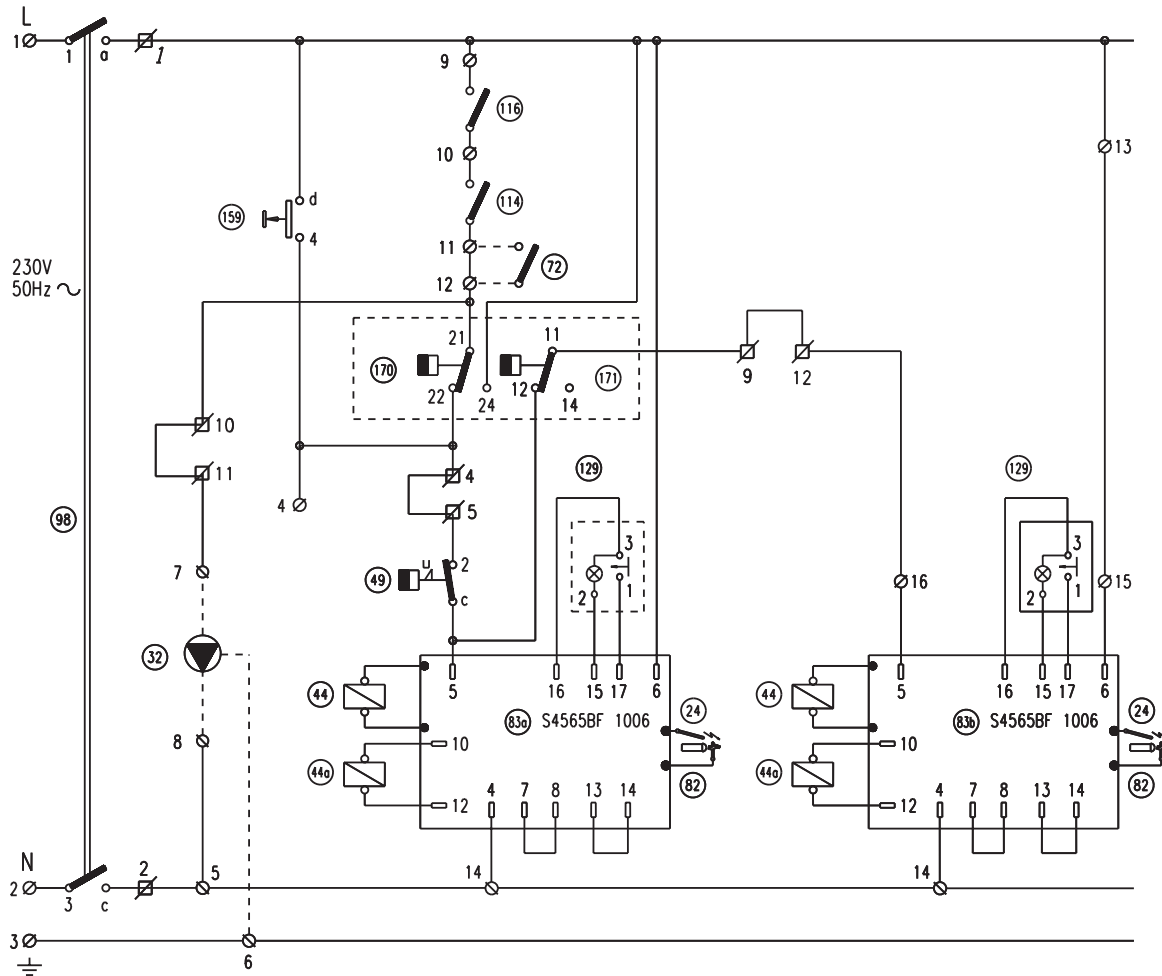 L
1 1 a 1
9
116
10
13
114
159 d
4
11
12
72
230V
50Hz
21 11
170 171
22 24 12 14
9 12
10
11
4
5
129 129
98
4
3 3
7
49 u 2
c
16 15
2 1 2 1
32
44 5 16 15 17 6 44 5 16 15 17 6
83a S4565BF 1006 24 83b S4565BF 1006 24
8
10 10
44a 82 44a 82
12 4 7 8 13 14 12 4 7 8 13 14
N
2 3 c 2 5 14 14
3
6